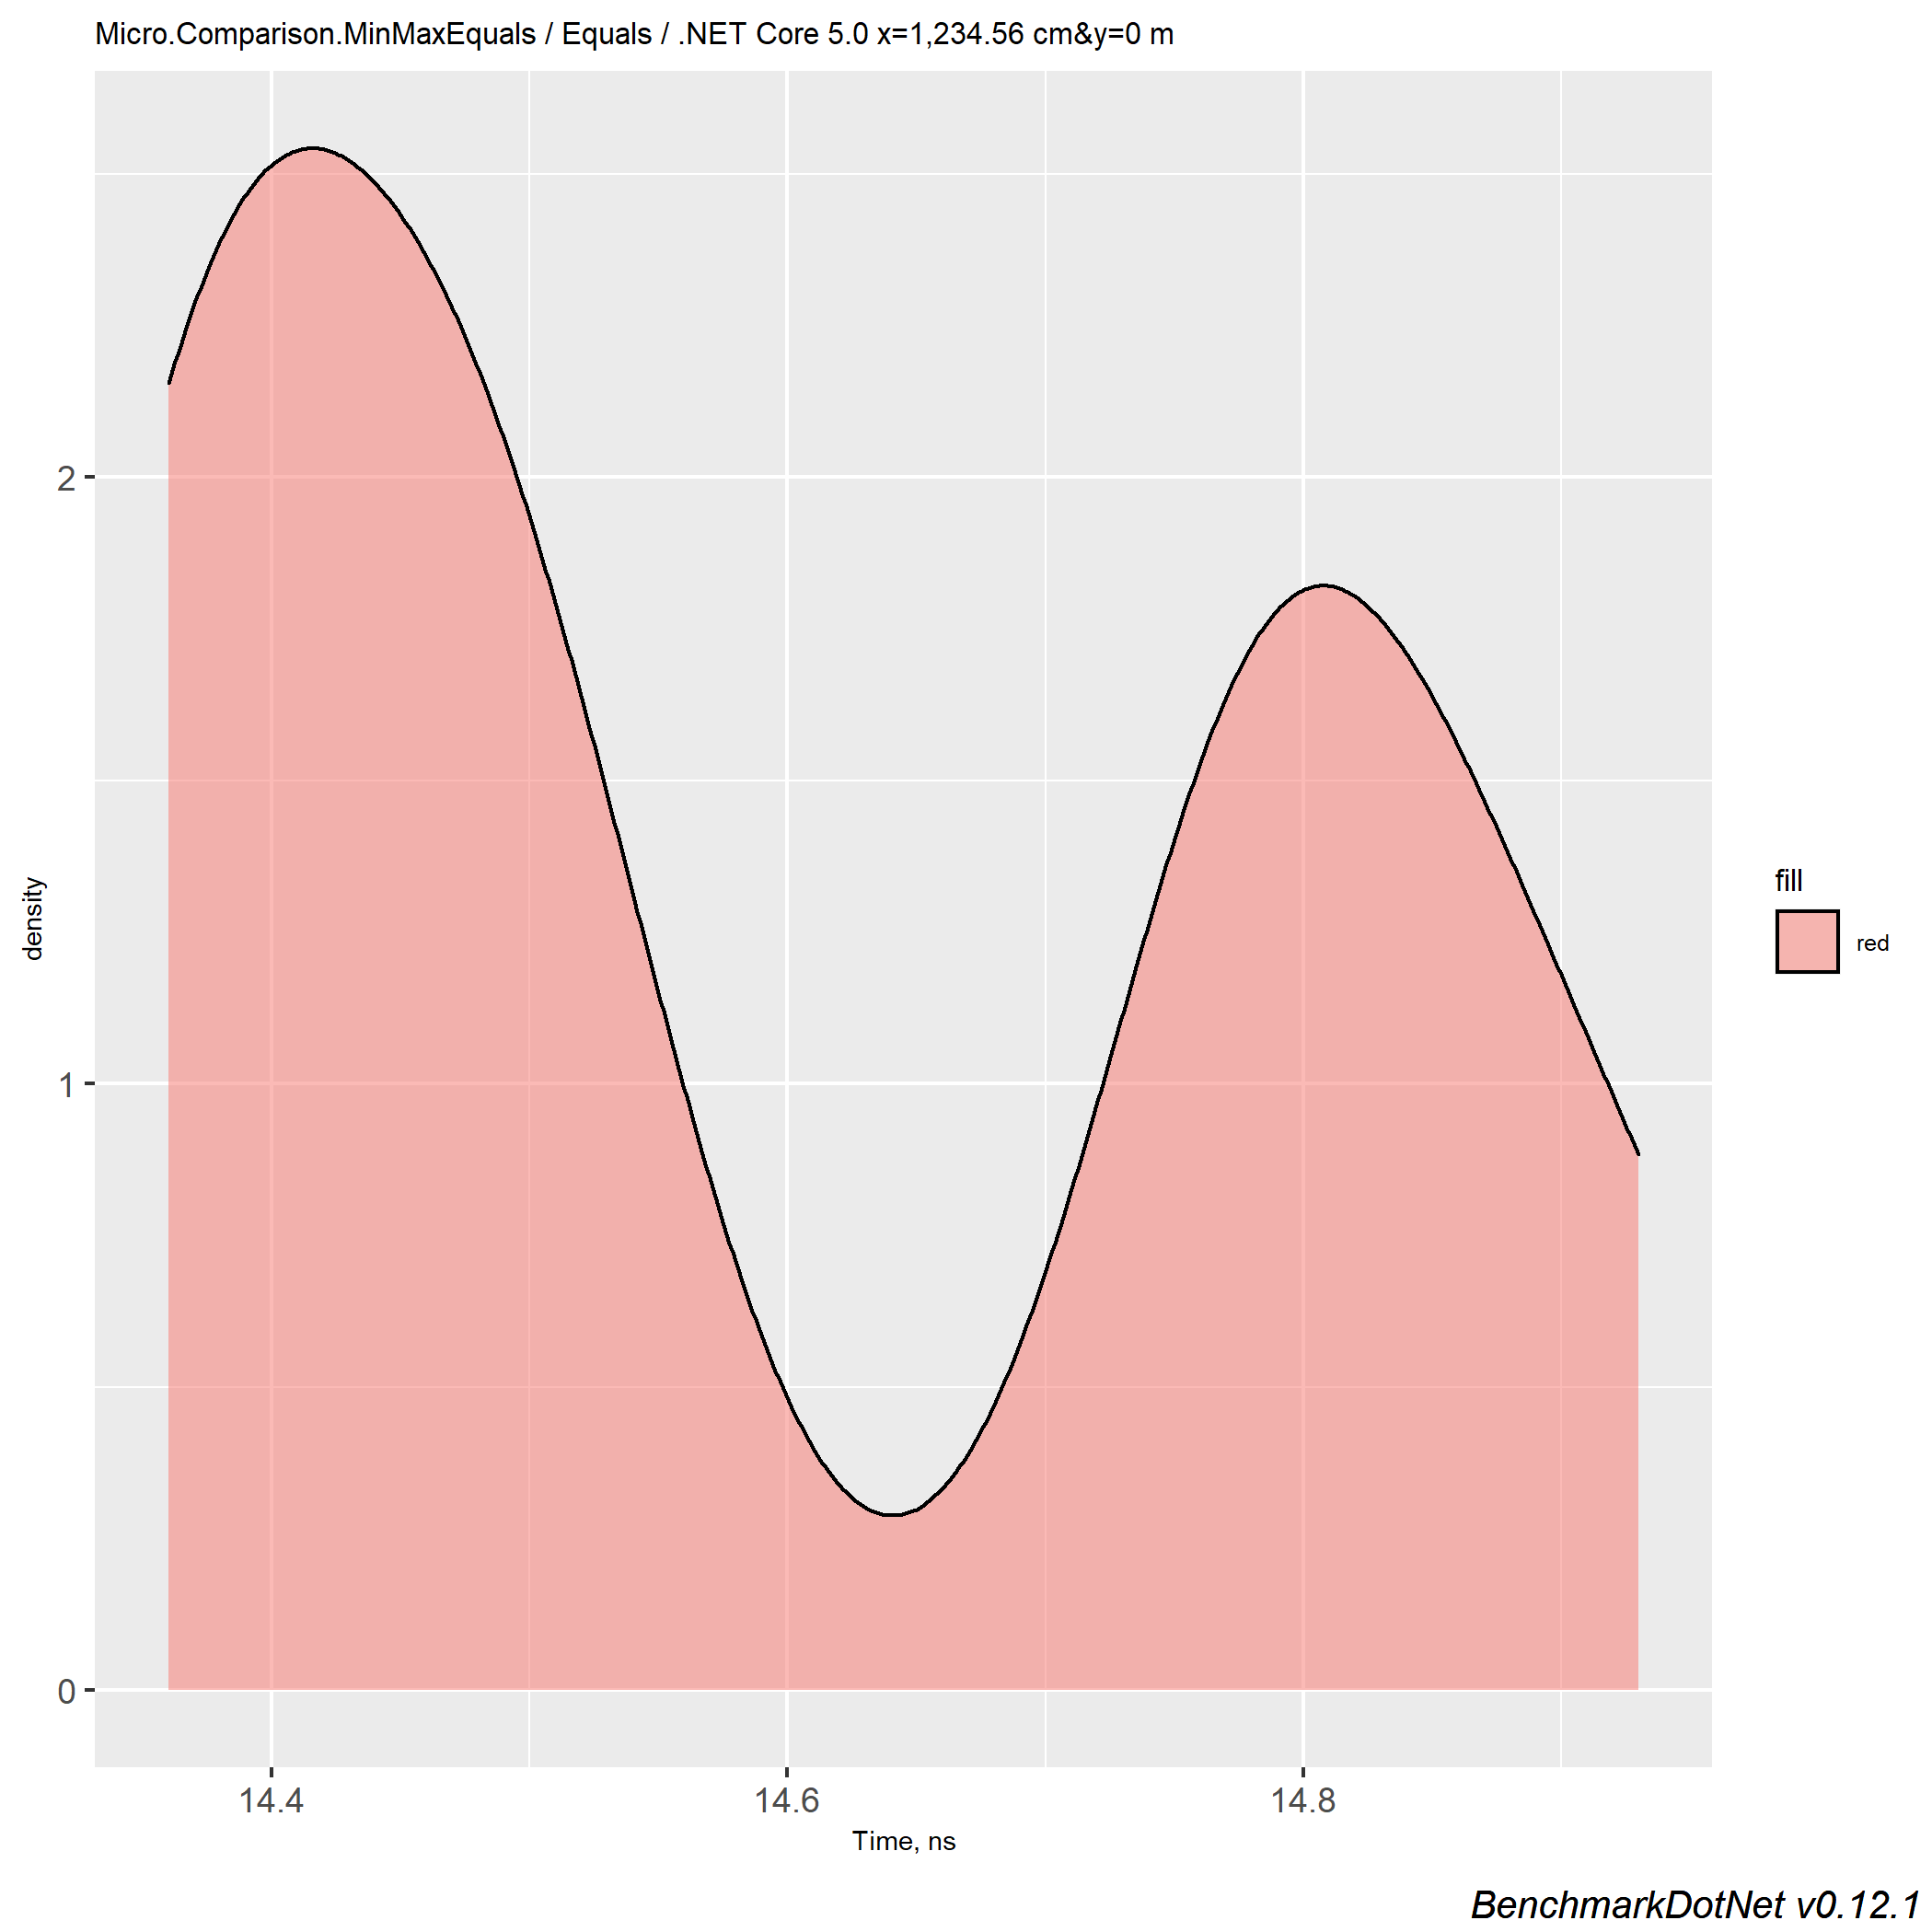 Micro.Comparison.MinMaxEquals / Equals / .NET Core 5.0 x=1,234.56 cm&y=0 m
2
1
0
density
14.4 14.6 14.8
Time, ns
fill
red
BenchmarkDotNet v0.12.1